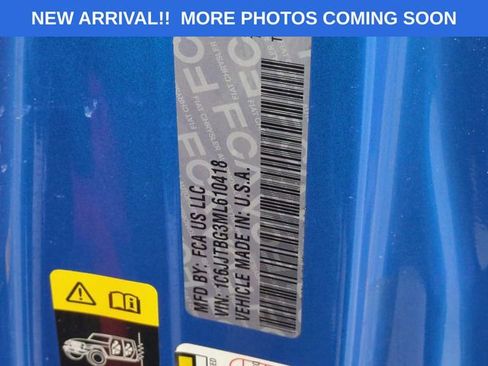 NEW ARRIVAL!! MORE PHOTOS COMING SOON
MFD BY: FCA US LLC
VIN: 1C6JJTBG3ML610418
VEHICLE MADE IN: U.S.A.